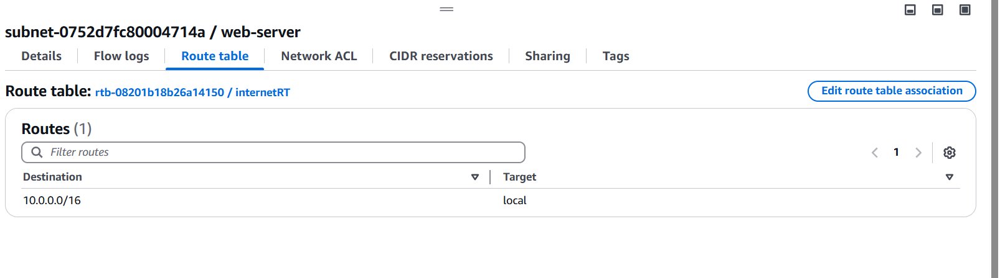 subnet-0752d7fc80004714a / web-server
Details Flow logs Route table Network ACL CIDR reservations Sharing Tags
Route table: rtb-08201b18b26a14150 / internetRT Edit route table association
Routes (1)
Filter routes 1
Destination Target
10.0.0.0/16 local